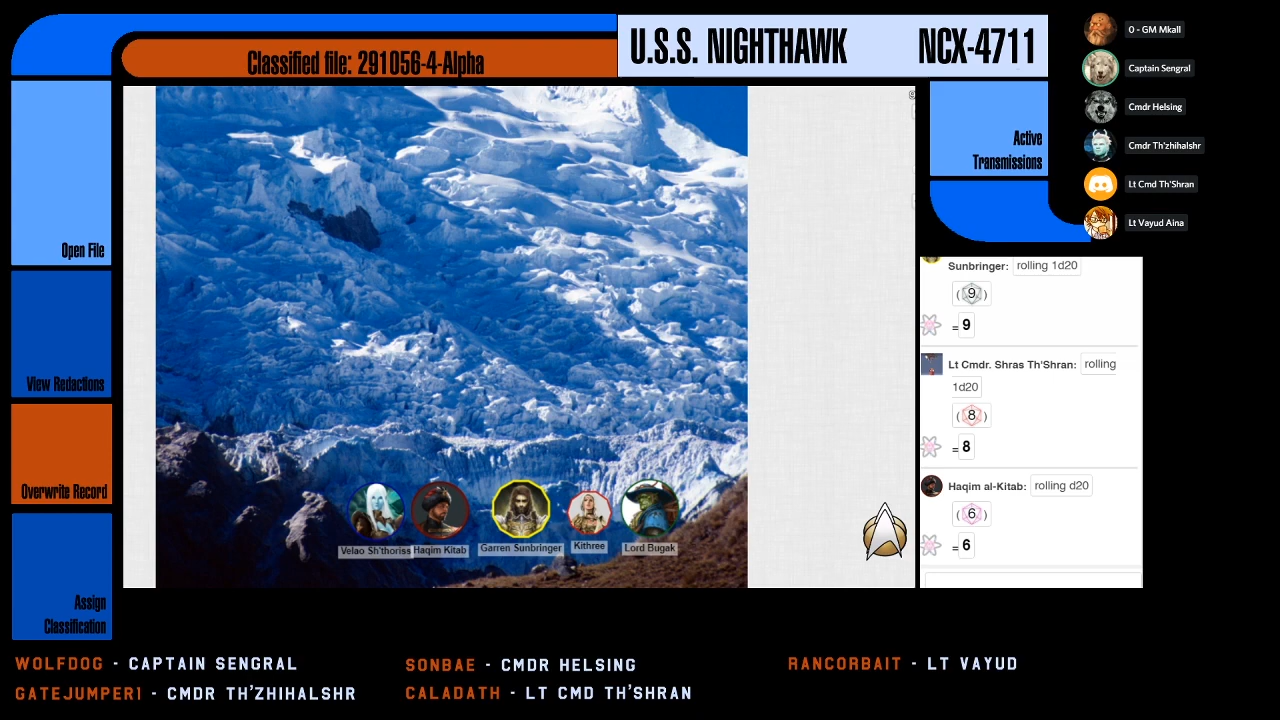 Classified file: 291056-4-Alpha
U.S.S. NIGHTHAWK NCX-4711
Open File
View Redactions
Overwrite Record
Assign
Classification
Active
Transmissions
0 - GM Mkall
Captain Sengral
Cmdr Helsing
Cmdr Th'zhihalshr
Lt Cmd Th'Shran
Lt Vayud Aina
Sunbringer: rolling 1d20
(9)
=9
Lt Cmdr. Shras Th'Shran: rolling
1d20
(8)
=8
Haqim al-Kitab: rolling d20
(6)
=6
Velao Sh'thoriss Haqim Kitab Garren Sunbringer Kithree Lord Bugak
WOLFDOG - CAPTAIN SENGRAL
SONBAE - CMDR HELSING
RANCORBAIT - LT VAYUD
GATEJUMPER1 - CMDR TH'ZHIHALSHR
CALADATH - LT CMD TH'SHRAN